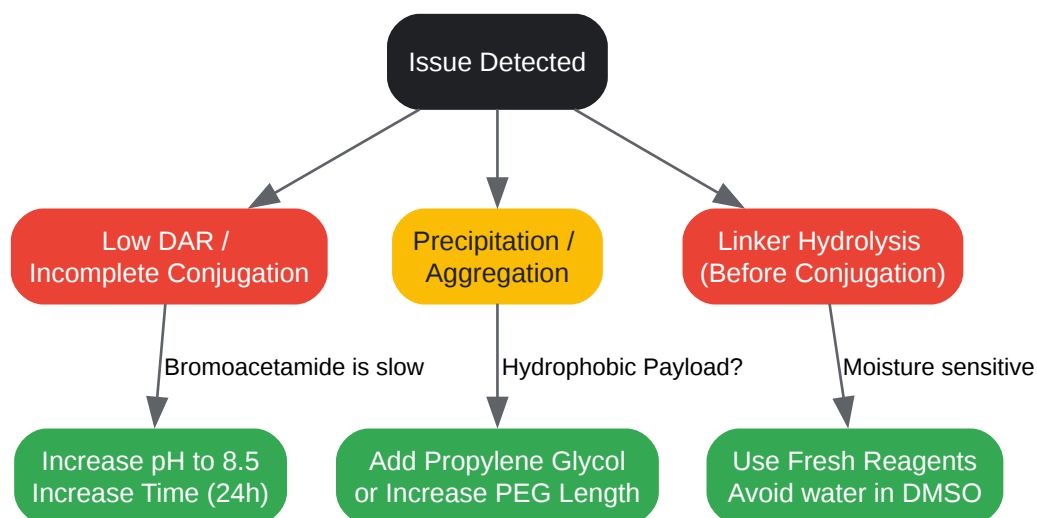 Issue Detected
Low DAR /
Incomplete Conjugation
Precipitation /
Aggregation
Linker Hydrolysis
(Before Conjugation)
Bromoacetamide is slow
Hydrophobic Payload?
Moisture sensitive
Increase pH to 8.5
Increase Time (24h)
Add Propylene Glycol
or Increase PEG Length
Use Fresh Reagents
Avoid water in DMSO